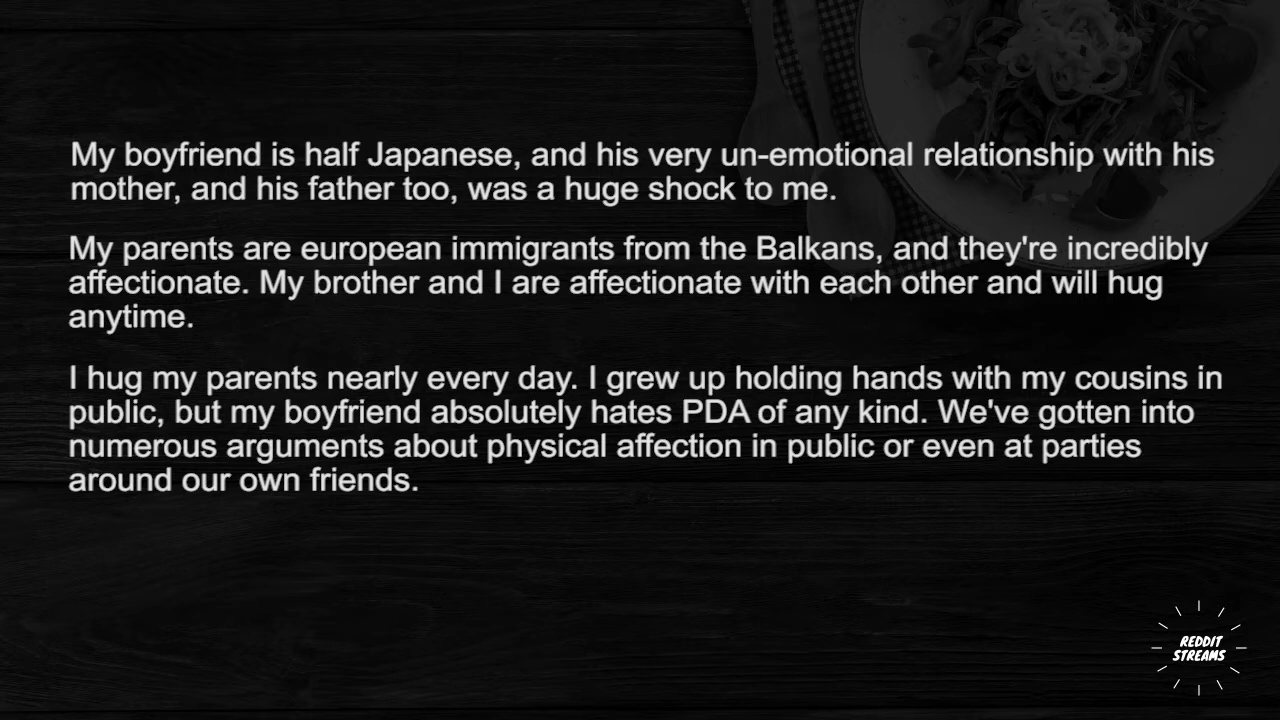 My boyfriend is half Japanese, and his very un-emotional relationship with his
mother, and his father too, was a huge shock to me.
My parents are european immigrants from the Balkans, and they're incredibly
affectionate. My brother and I are affectionate with each other and will hug
anytime.
I hug my parents nearly every day. I grew up holding hands with my cousins in
public, but my boyfriend absolutely hates PDA of any kind. We've gotten into
numerous arguments about physical affection in public or even at parties
around our own friends.
REDDIT
STREAMS